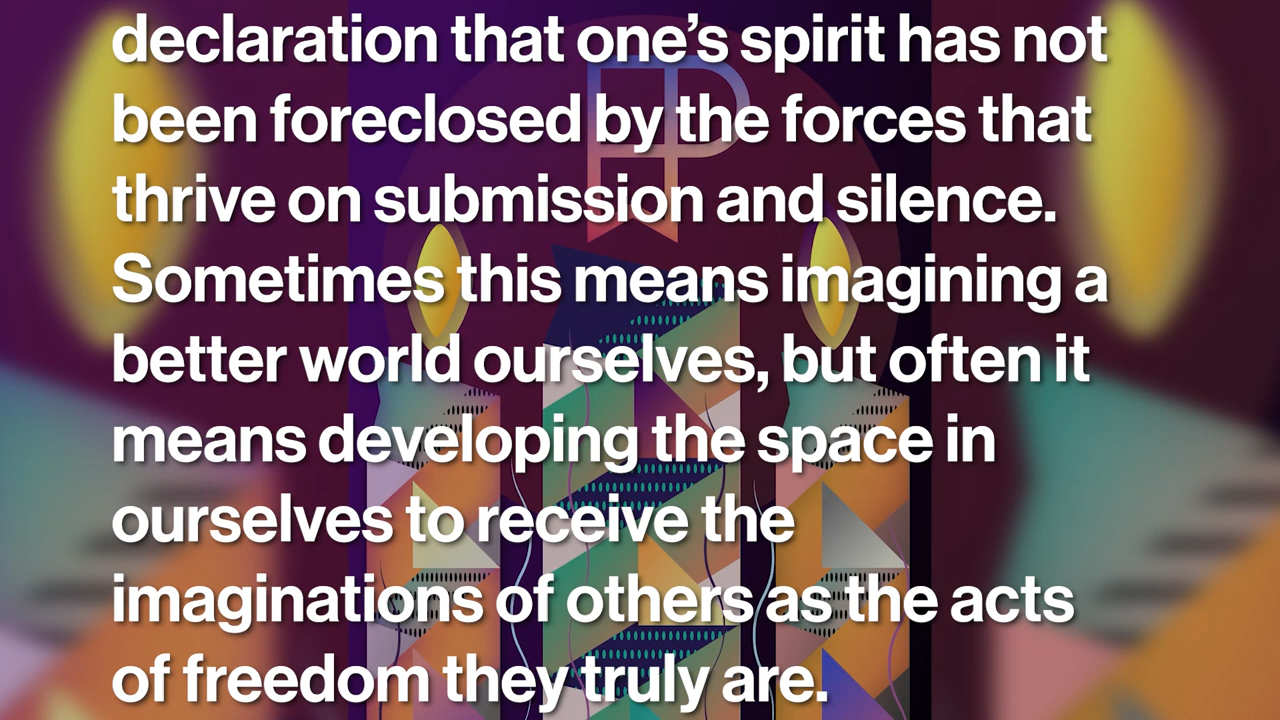 declaration that one’s spirit has not
been foreclosed by the forces that
thrive on submission and silence.
Sometimes this means imagining a
better world ourselves, but often it
means developing the space in
ourselves to receive the
imaginations of others as the acts
of freedom they truly are.